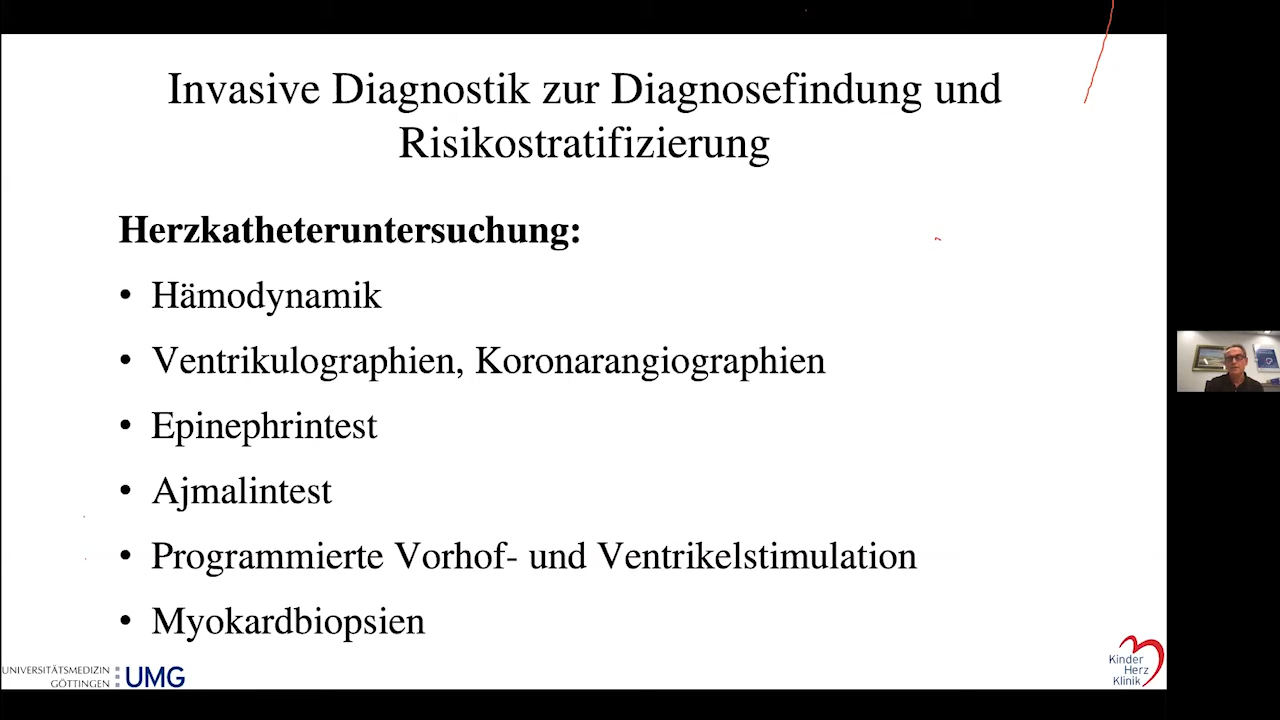 Invasive Diagnostik zur Diagnosefindung und
Risikostratifizierung
Herzkatheteruntersuchung:
• Hämodynamik
• Ventrikulographien, Koronarangiographien
• Epinephrintest
• Ajmalintest
• Programmierte Vorhof- und Ventrikelstimulation
• Myokardbiopsien
UNIVERSITÄTSMEDIZIN
GÖTTINGEN
UMG
Kinder
Herz
Klinik